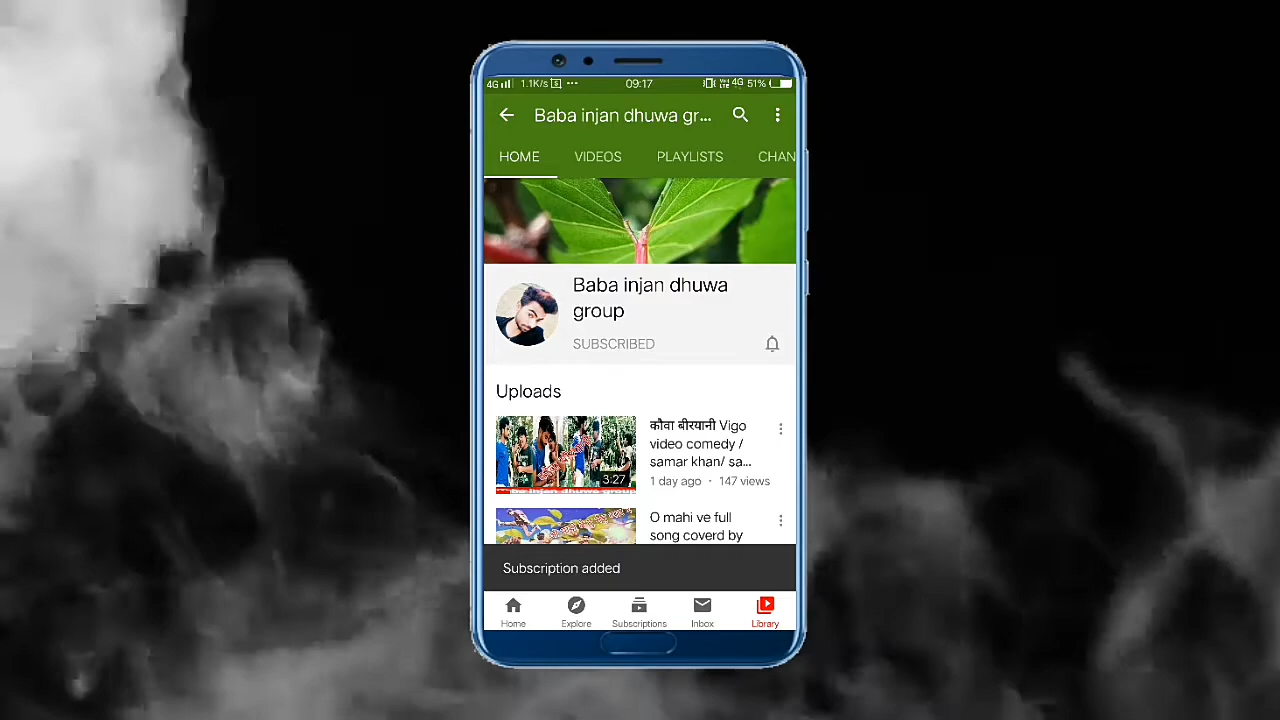 4G 1.1K/s 09:17 4G 51%
Baba injan dhuwa gr...
HOME VIDEOS PLAYLISTS CHAN
Baba injan dhuwa
group
SUBSCRIBED
Uploads
कौवा बीरयानी Vigo
video comedy /
samar khan/ sa...
1 day ago · 147 views
3:27
O mahi ve full
song coverd by
Subscription added
Home Explore Subscriptions Inbox Library